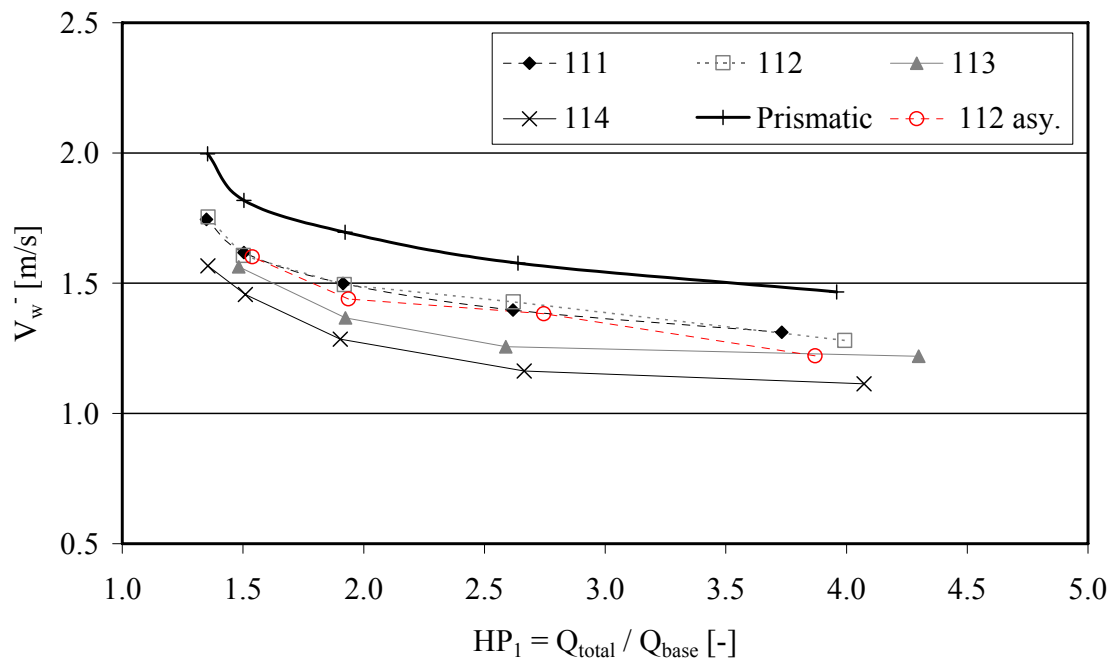 2.5
111
112
113
114
Prismatic
112 asy.
2.0
1.5
1.0
0.5
V_w^- [m/s]
1.0 1.5 2.0 2.5 3.0 3.5 4.0 4.5 5.0
HP_1 = Q_total / Q_base [-]